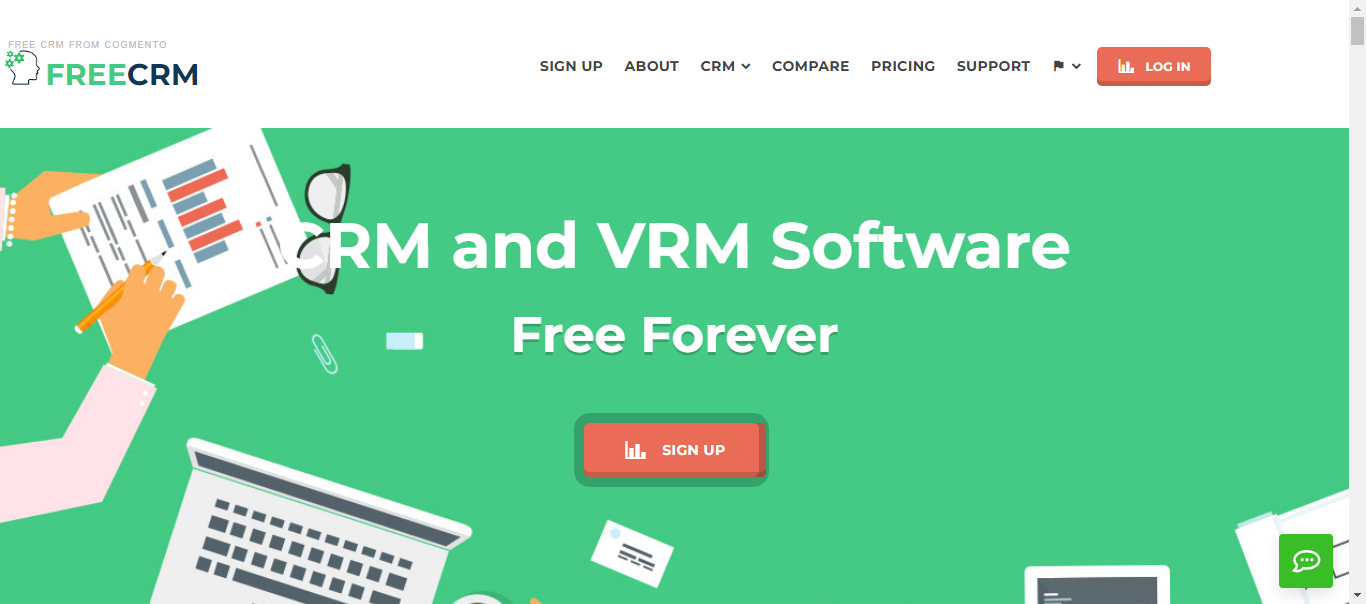 FREE CRM FROM COGMENTO
FREECRM
SIGN UP
ABOUT
CRM
COMPARE
PRICING
SUPPORT
LOG IN
CRM and VRM Software
Free Forever
SIGN UP